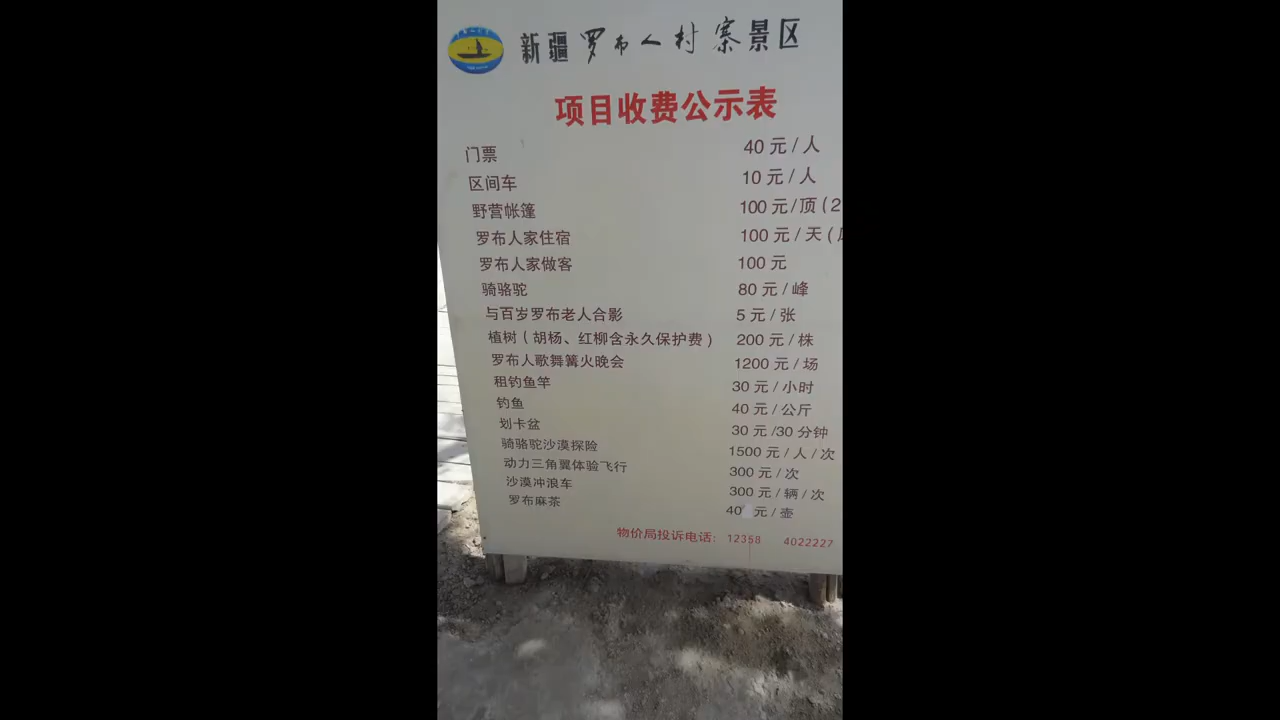 新疆罗布人村寨景区
项目收费公示表
门票 40元/人
区间车 10元/人
野营帐篷 100元/顶(2
罗布人家住宿 100元/天(
罗布人家做客 100元
骑骆驼 80元/峰
与百岁罗布老人合影 5元/张
植树(胡杨、红柳含永久保护费) 200元/株
罗布人歌舞篝火晚会 1200元/场
租钓鱼竿 30元/小时
钓鱼 40元/公斤
划卡盆 30元/30分钟
骑骆驼沙漠探险 1500元/人/次
动力三角翼体验飞行 300元/次
沙漠冲浪车 300元/辆/次
罗布麻茶 40元/壶
物价局投诉电话: 12358 4022227